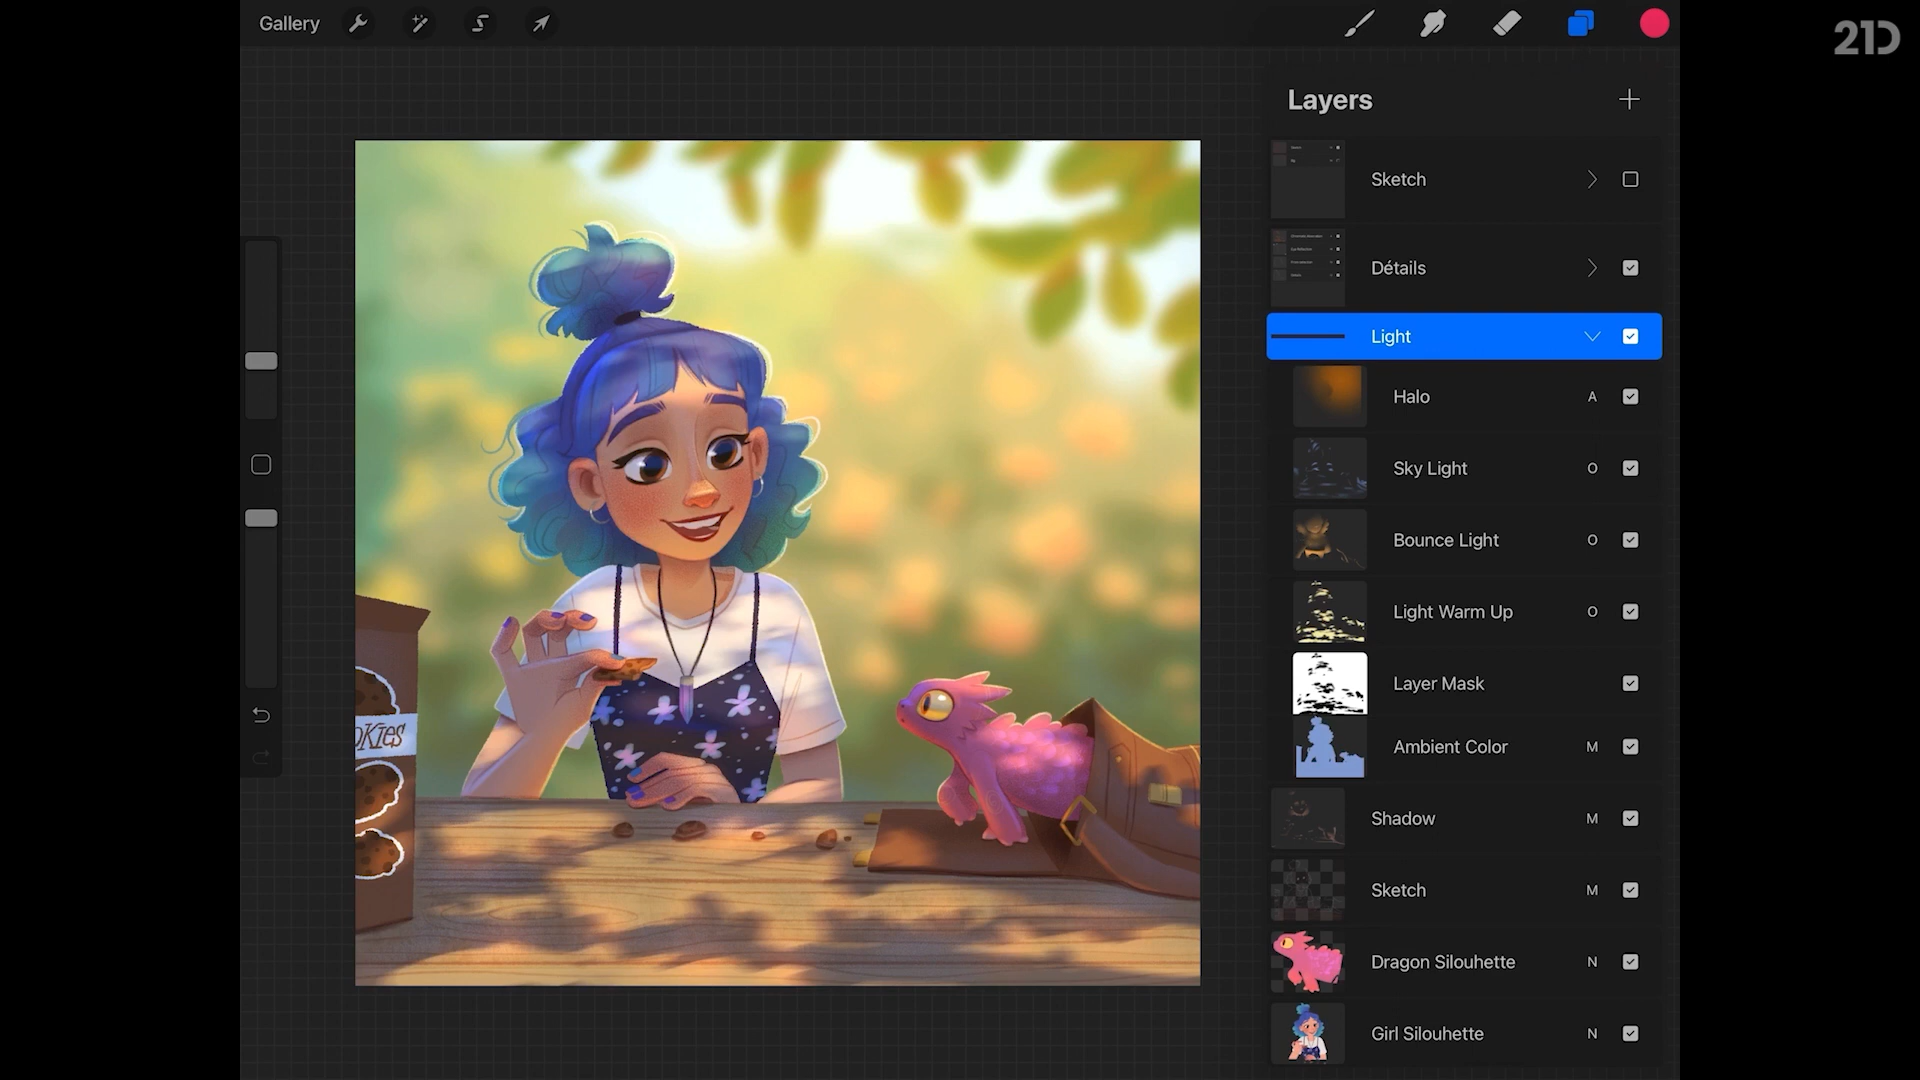 Gallery
21D
Layers
Sketch
Détails
Light
Halo A
Sky Light O
Bounce Light O
Light Warm Up O
Layer Mask
Ambient Color M
Shadow M
Sketch M
Dragon Silouhette N
Girl Silouhette N
OKIES